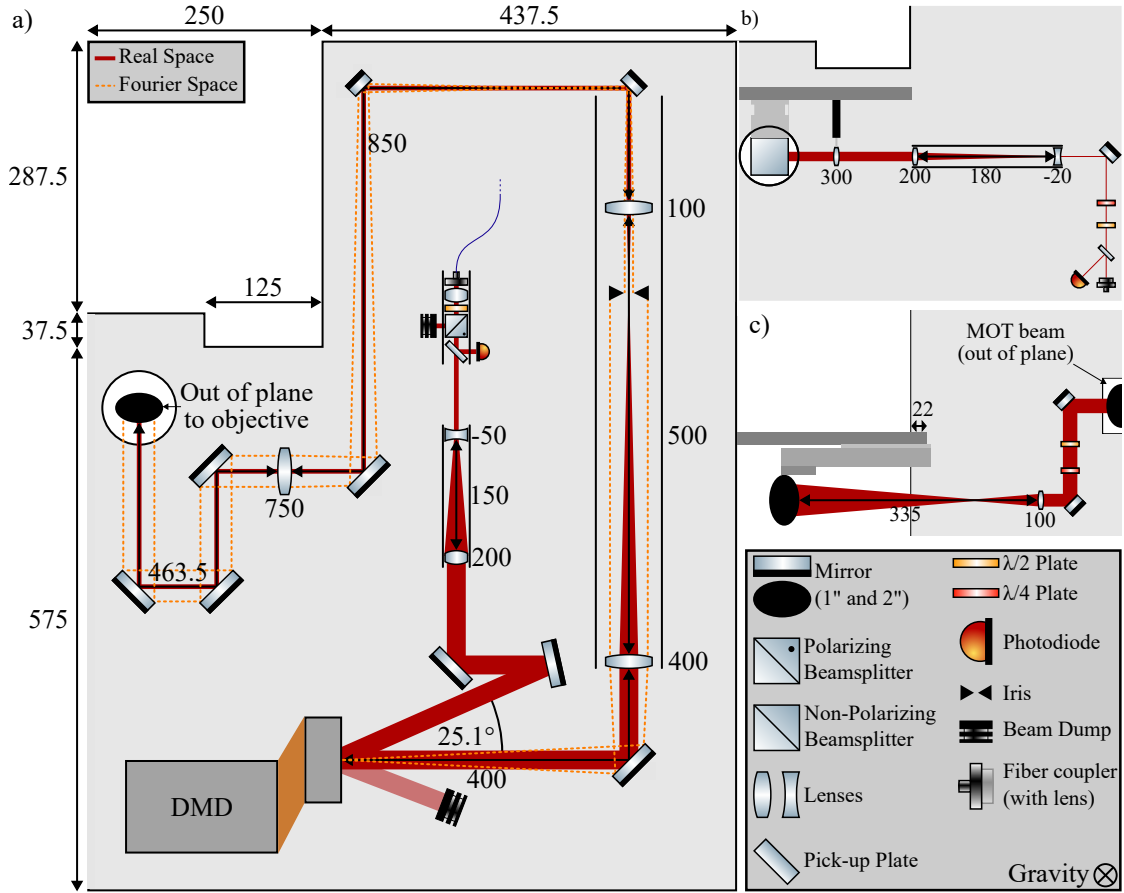 a)
250
437.5
Real Space
Fourier Space
287.5
37.5
575
125
850
100
500
400
Out of plane
to objective
-50
150
200
750
463.5
25.1°
400
DMD
b)
300
200
180
-20
c)
MOT beam
(out of plane)
22
335
100
Mirror
(1" and 2")
Polarizing
Beamsplitter
Non-Polarizing
Beamsplitter
Lenses
Pick-up Plate
λ/2 Plate
λ/4 Plate
Photodiode
Iris
Beam Dump
Fiber coupler
(with lens)
Gravity